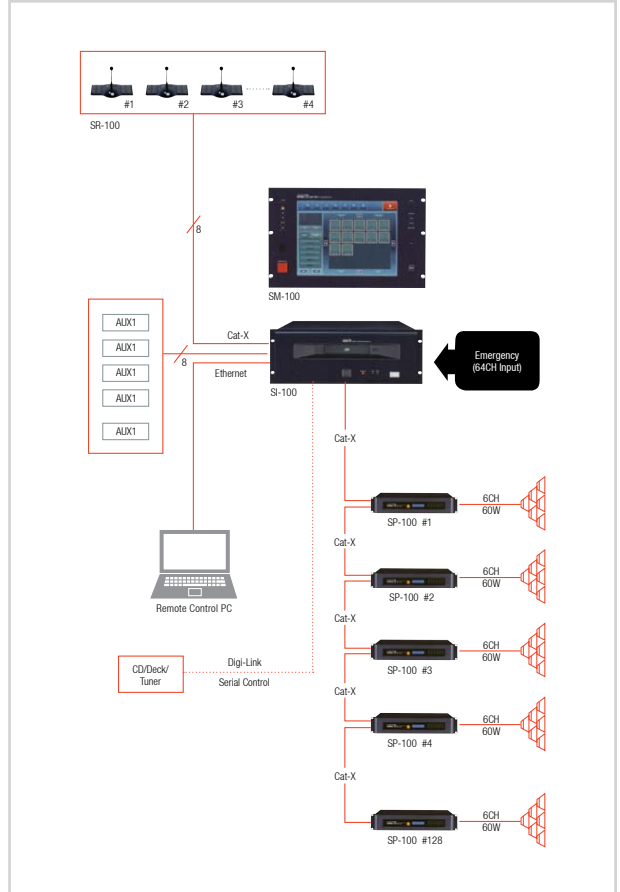 #1 #2 #3 #4
SR-100
8
SM-100
AUX1
AUX1
AUX1
AUX1
AUX1
Cat-X
8
Ethernet
SI-100
Emergency
(64CH Input)
Cat-X
6CH
60W
SP-100 #1
Cat-X
6CH
60W
SP-100 #2
Remote Control PC
Cat-X
6CH
60W
SP-100 #3
CD/Deck/
Tuner
Digi-Link
Serial Control
Cat-X
6CH
60W
SP-100 #4
Cat-X
6CH
60W
SP-100 #128